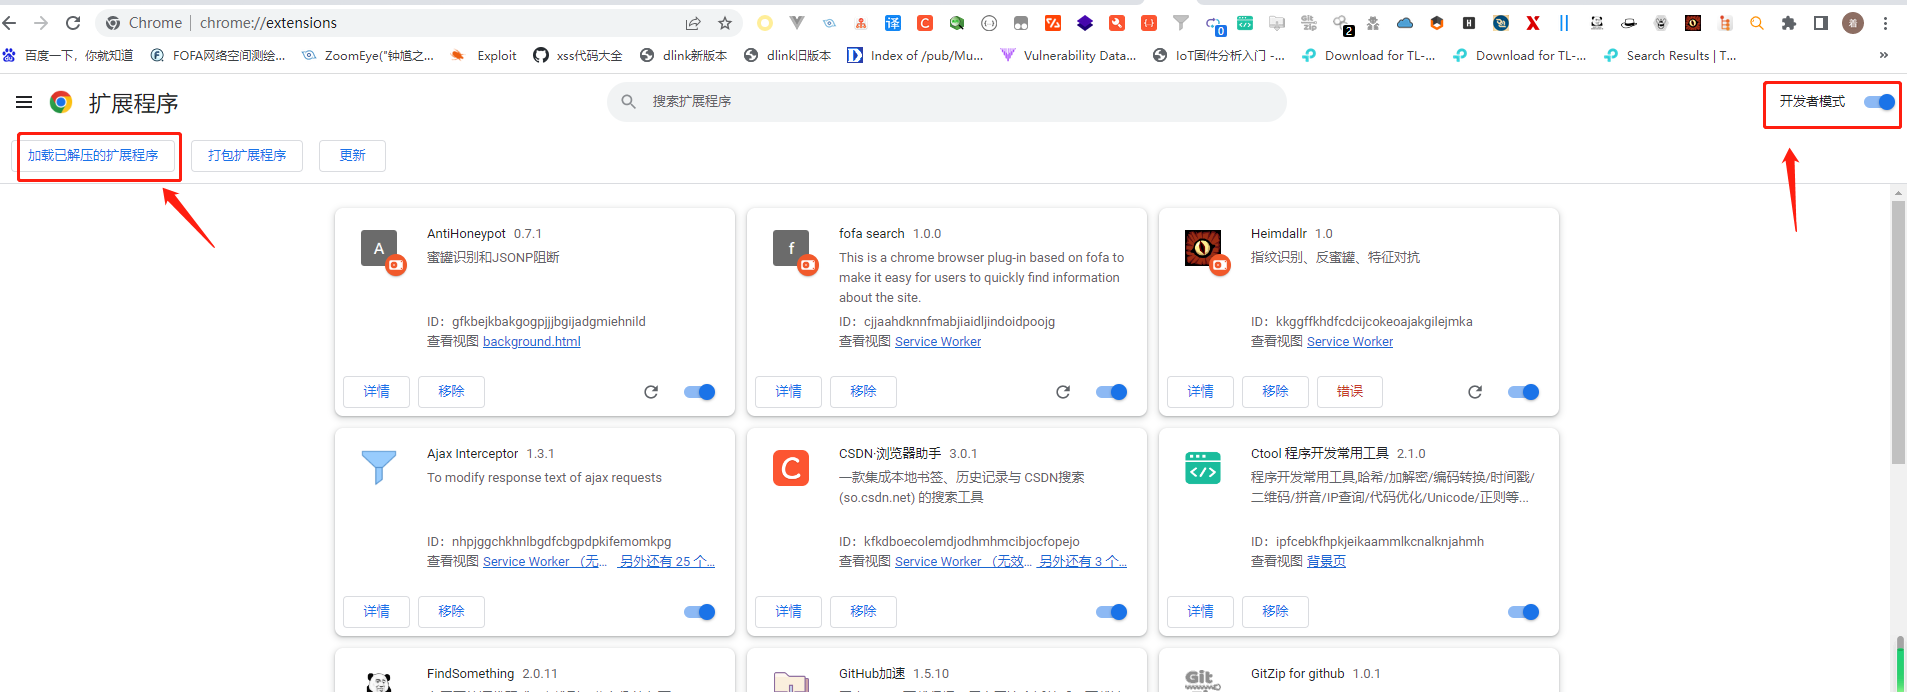 Chrome | chrome://extensions
译 0 2 着
百度一下，你就知道 FOFA网络空间测绘... ZoomEye("钟馗之... Exploit xss代码大全 dlink新版本 dlink旧版本 Index of /pub/Mu... Vulnerability Data... IoT固件分析入门 -... Download for TL-... Download for TL-... Search Results | T... »
扩展程序 搜索扩展程序 开发者模式
加载已解压的扩展程序 打包扩展程序 更新
A
AntiHoneypot 0.7.1
蜜罐识别和JSONP阻断
ID：gfkbejkbakgogpjjjbgijadgmiehnild
查看视图 background.html
详情 移除
f
fofa search 1.0.0
This is a chrome browser plug-in based on fofa to
make it easy for users to quickly find information
about the site.
ID：cjjaahdknnfmabjiaidljindoidpoojg
查看视图 Service Worker
详情 移除
Heimdallr 1.0
指纹识别、反蜜罐、特征对抗
ID：kkggffkhdfcdcijcokeoajakgilejmka
查看视图 Service Worker
详情 移除 错误
Ajax Interceptor 1.3.1
To modify response text of ajax requests
ID：nhpjggchkhnlbgdfcbgpdpkifemomkpg
查看视图 Service Worker （无... 另外还有 25 个...
详情 移除
C
CSDN·浏览器助手 3.0.1
一款集成本地书签、历史记录与 CSDN搜索
(so.csdn.net) 的搜索工具
ID：kfkdboecolemdjodhmhmcibjocfopejo
查看视图 Service Worker （无效... 另外还有 3 个...
详情 移除
Ctool 程序开发常用工具 2.1.0
程序开发常用工具,哈希/加解密/编码转换/时间戳/
二维码/拼音/IP查询/代码优化/Unicode/正则等...
ID：ipfcebkfhpkjeikaammlkcnalknjahmh
查看视图 背景页
详情 移除
FindSomething 2.0.11
GitHub加速 1.5.10
Git
GitZip for github 1.0.1